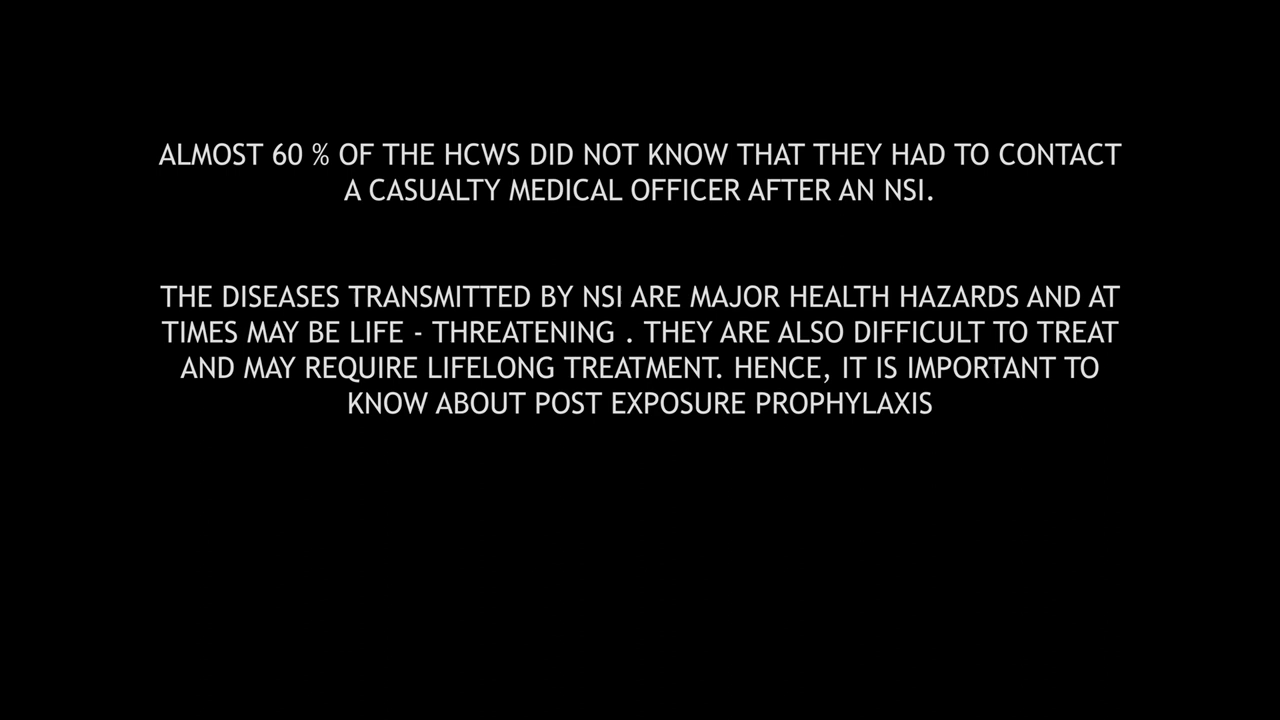 ALMOST 60 % OF THE HCWS DID NOT KNOW THAT THEY HAD TO CONTACT
A CASUALTY MEDICAL OFFICER AFTER AN NSI.
THE DISEASES TRANSMITTED BY NSI ARE MAJOR HEALTH HAZARDS AND AT
TIMES MAY BE LIFE - THREATENING . THEY ARE ALSO DIFFICULT TO TREAT
AND MAY REQUIRE LIFELONG TREATMENT. HENCE, IT IS IMPORTANT TO
KNOW ABOUT POST EXPOSURE PROPHYLAXIS